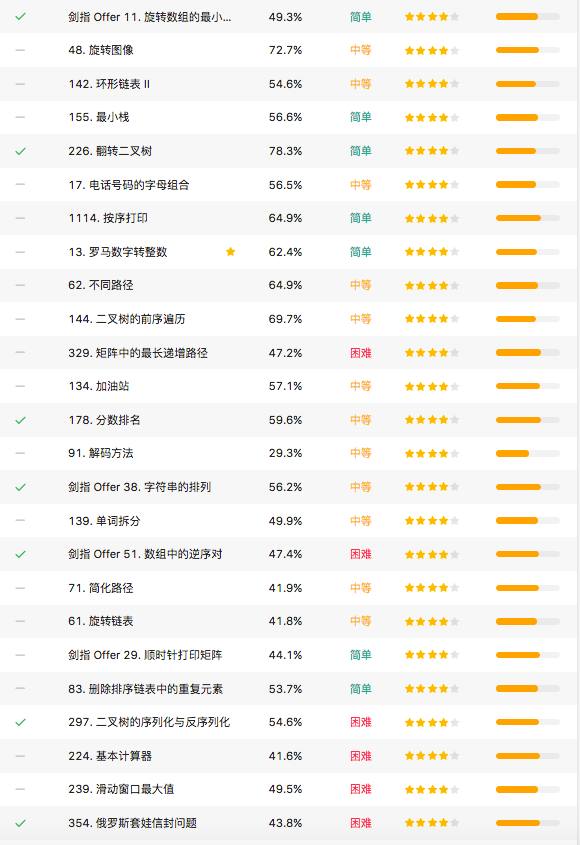 剑指 Offer 11. 旋转数组的最小... 49.3% 简单
48. 旋转图像 72.7% 中等
142. 环形链表 II 54.6% 中等
155. 最小栈 56.6% 简单
226. 翻转二叉树 78.3% 简单
17. 电话号码的字母组合 56.5% 中等
1114. 按序打印 64.9% 简单
13. 罗马数字转整数 62.4% 简单
62. 不同路径 64.9% 中等
144. 二叉树的前序遍历 69.7% 中等
329. 矩阵中的最长递增路径 47.2% 困难
134. 加油站 57.1% 中等
178. 分数排名 59.6% 中等
91. 解码方法 29.3% 中等
剑指 Offer 38. 字符串的排列 56.2% 中等
139. 单词拆分 49.9% 中等
剑指 Offer 51. 数组中的逆序对 47.4% 困难
71. 简化路径 41.9% 中等
61. 旋转链表 41.8% 中等
剑指 Offer 29. 顺时针打印矩阵 44.1% 简单
83. 删除排序链表中的重复元素 53.7% 简单
297. 二叉树的序列化与反序列化 54.6% 困难
224. 基本计算器 41.6% 困难
239. 滑动窗口最大值 49.5% 困难
354. 俄罗斯套娃信封问题 43.8% 困难